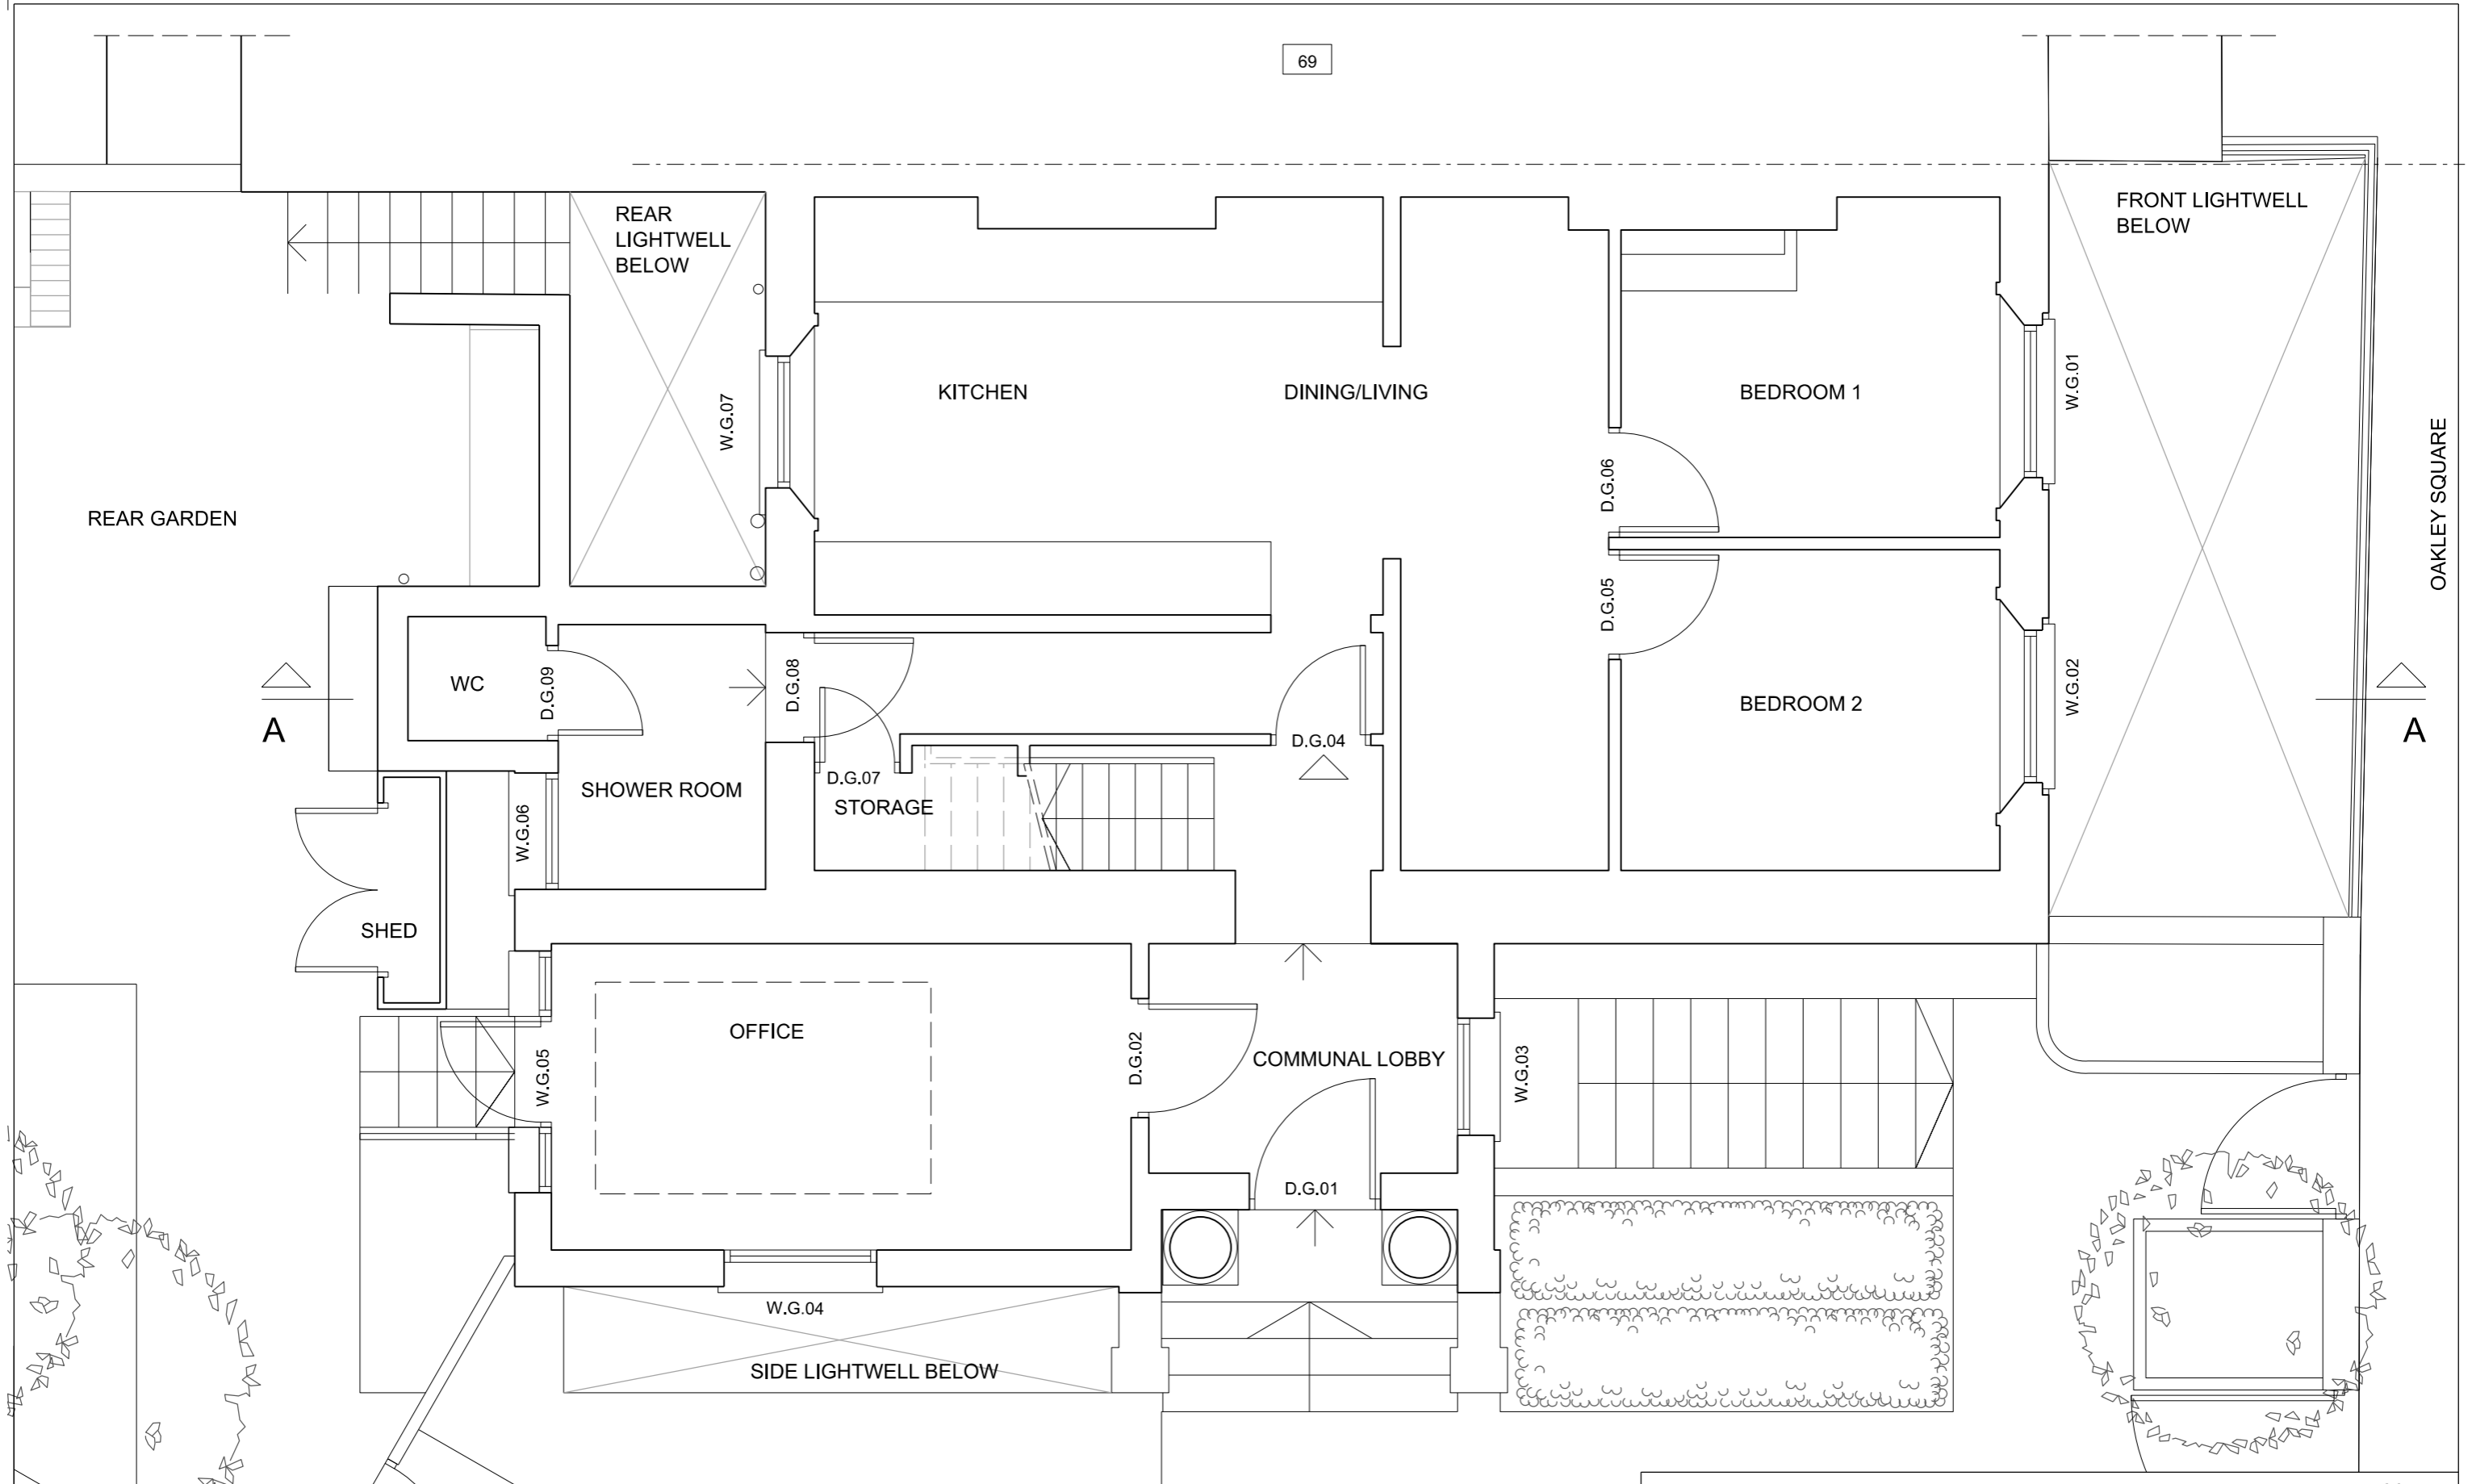 69
REAR
LIGHTWELL
BELOW
FRONT LIGHTWELL
BELOW
KITCHEN
DINING/LIVING
BEDROOM 1
W.G.01
W.G.07
OAKLEY SQUARE
D.G.06
REAR GARDEN
D.G.05
WC
D.G.09
D.G.08
BEDROOM 2
W.G.02
A
A
D.G.04
D.G.07
SHOWER ROOM
STORAGE
W.G.06
SHED
OFFICE
W.G.05
D.G.02
COMMUNAL LOBBY
W.G.03
D.G.01
W.G.04
SIDE LIGHTWELL BELOW